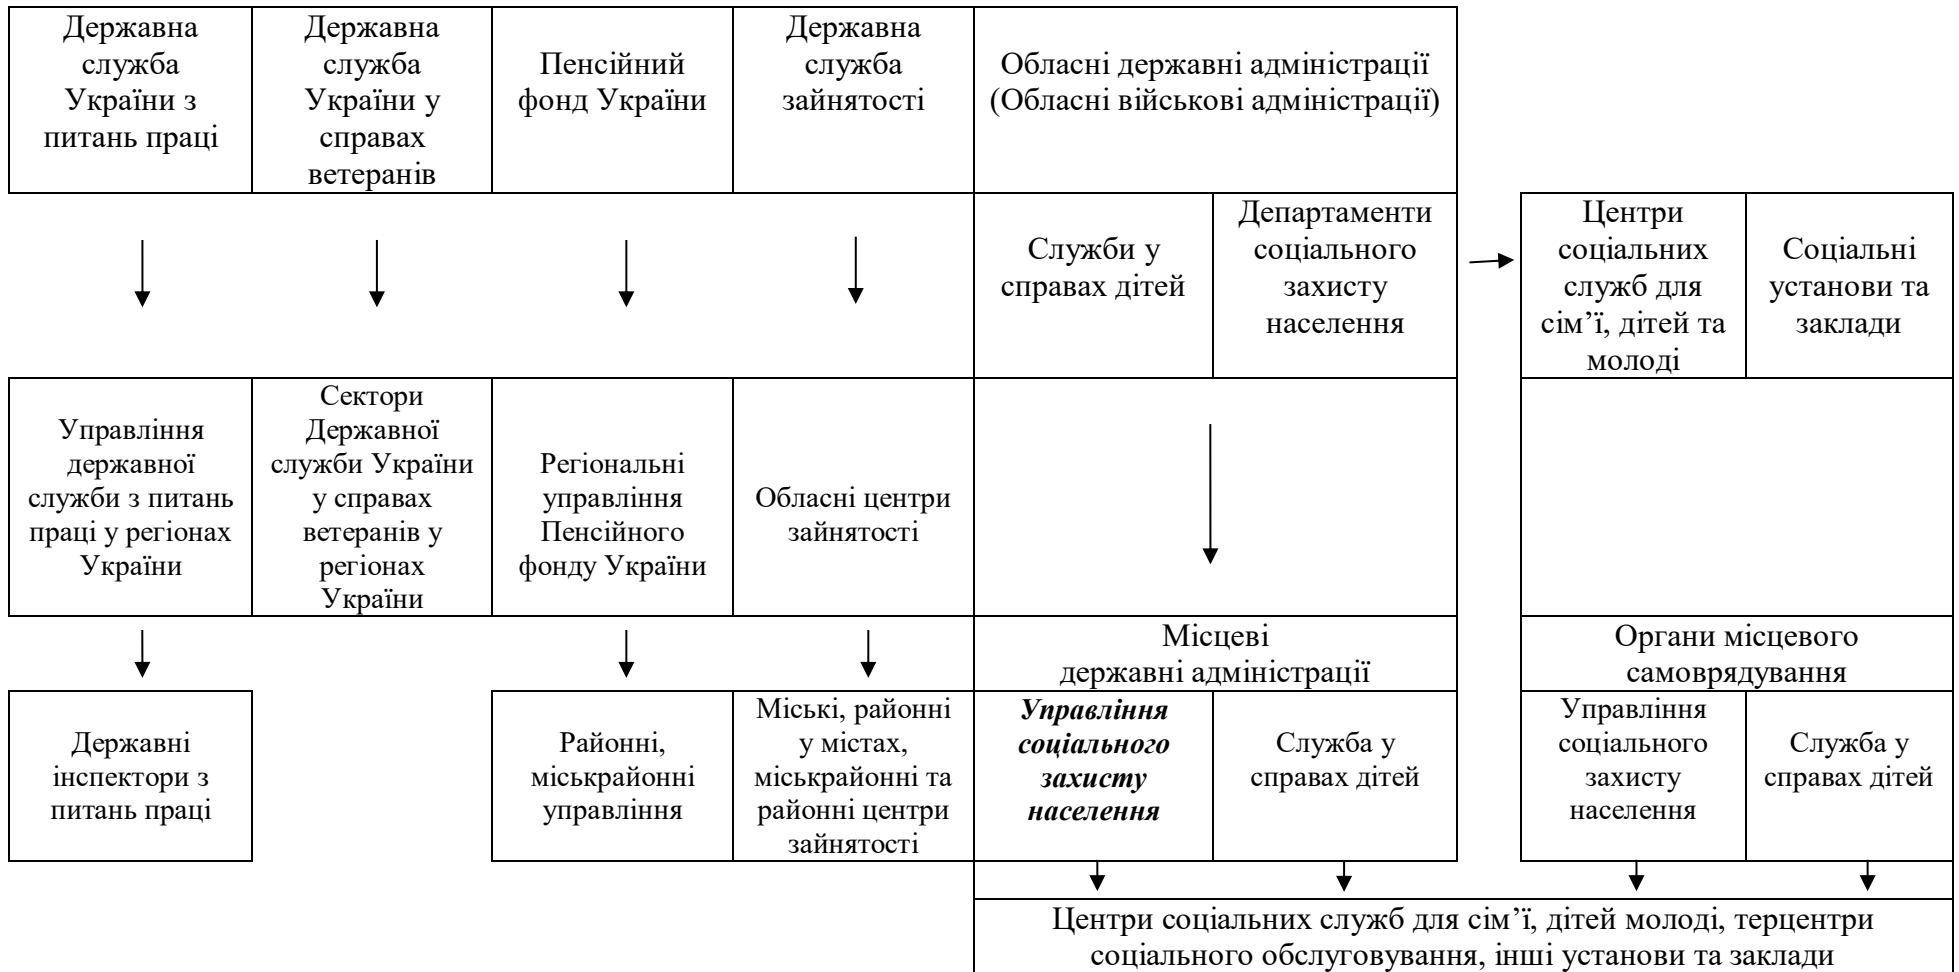 Державна
служба
України з
питань праці
Державна
служба
України у
справах
ветеранів
Пенсійний
фонд України
Державна
служба
зайнятості
Обласні державні адміністрації
(Обласні військові адміністрації)
Служби у
справах дітей
Департаменти
соціального
захисту
населення
Центри
соціальних
служб для
сім’ї, дітей та
молоді
Соціальні
установи та
заклади
Управління
державної
служби з питань
праці у регіонах
України
Сектори
Державної
служби України
у справах
ветеранів у
регіонах
України
Регіональні
управління
Пенсійного
фонду України
Обласні центри
зайнятості
Місцеві
державні адміністрації
Органи місцевого
самоврядування
Державні
інспектори з
питань праці
Районні,
міськрайонні
управління
Міські, районні
у містах,
міськрайонні та
районні центри
зайнятості
Управління
соціального
захисту
населення
Служба у
справах дітей
Управління
соціального
захисту
населення
Служба у
справах дітей
Центри соціальних служб для сім’ї, дітей молоді, терцентри
соціального обслуговування, інші установи та заклади